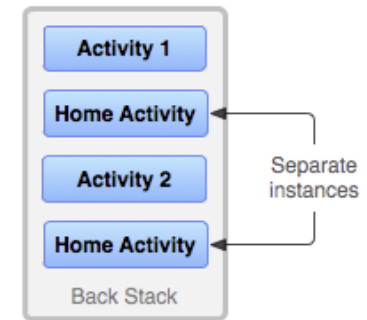 Activity 1
Home Activity
Activity 2
Separate
instances
Home Activity
Back Stack